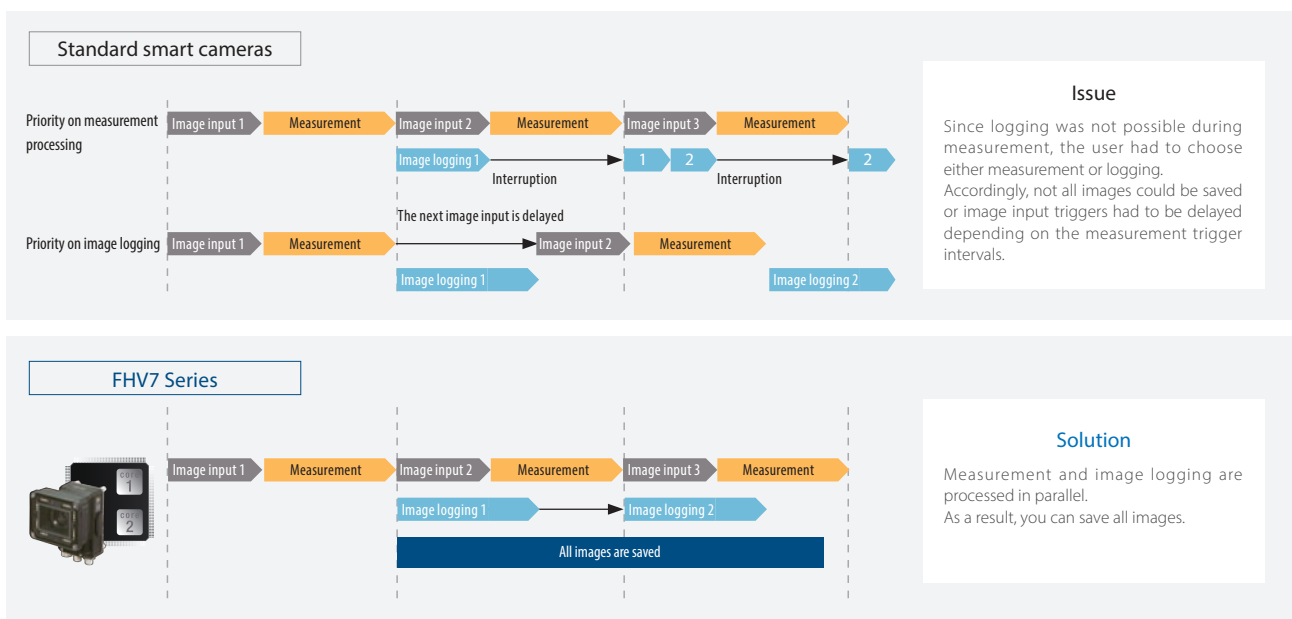 Standard smart cameras
Priority on measurement
processing
Image input 1
Measurement
Image input 2
Measurement
Image input 3
Measurement
Image logging 1
Interruption
1
2
Interruption
2
The next image input is delayed
Priority on image logging
Image input 1
Measurement
Image input 2
Measurement
Image logging 1
Image logging 2
Issue
Since logging was not possible during
measurement, the user had to choose
either measurement or logging.
Accordingly, not all images could be saved
or image input triggers had to be delayed
depending on the measurement trigger
intervals.
FHV7 Series
core
1
core
2
Image input 1
Measurement
Image input 2
Measurement
Image input 3
Measurement
Image logging 1
Image logging 2
All images are saved
Solution
Measurement and image logging are
processed in parallel.
As a result, you can save all images.